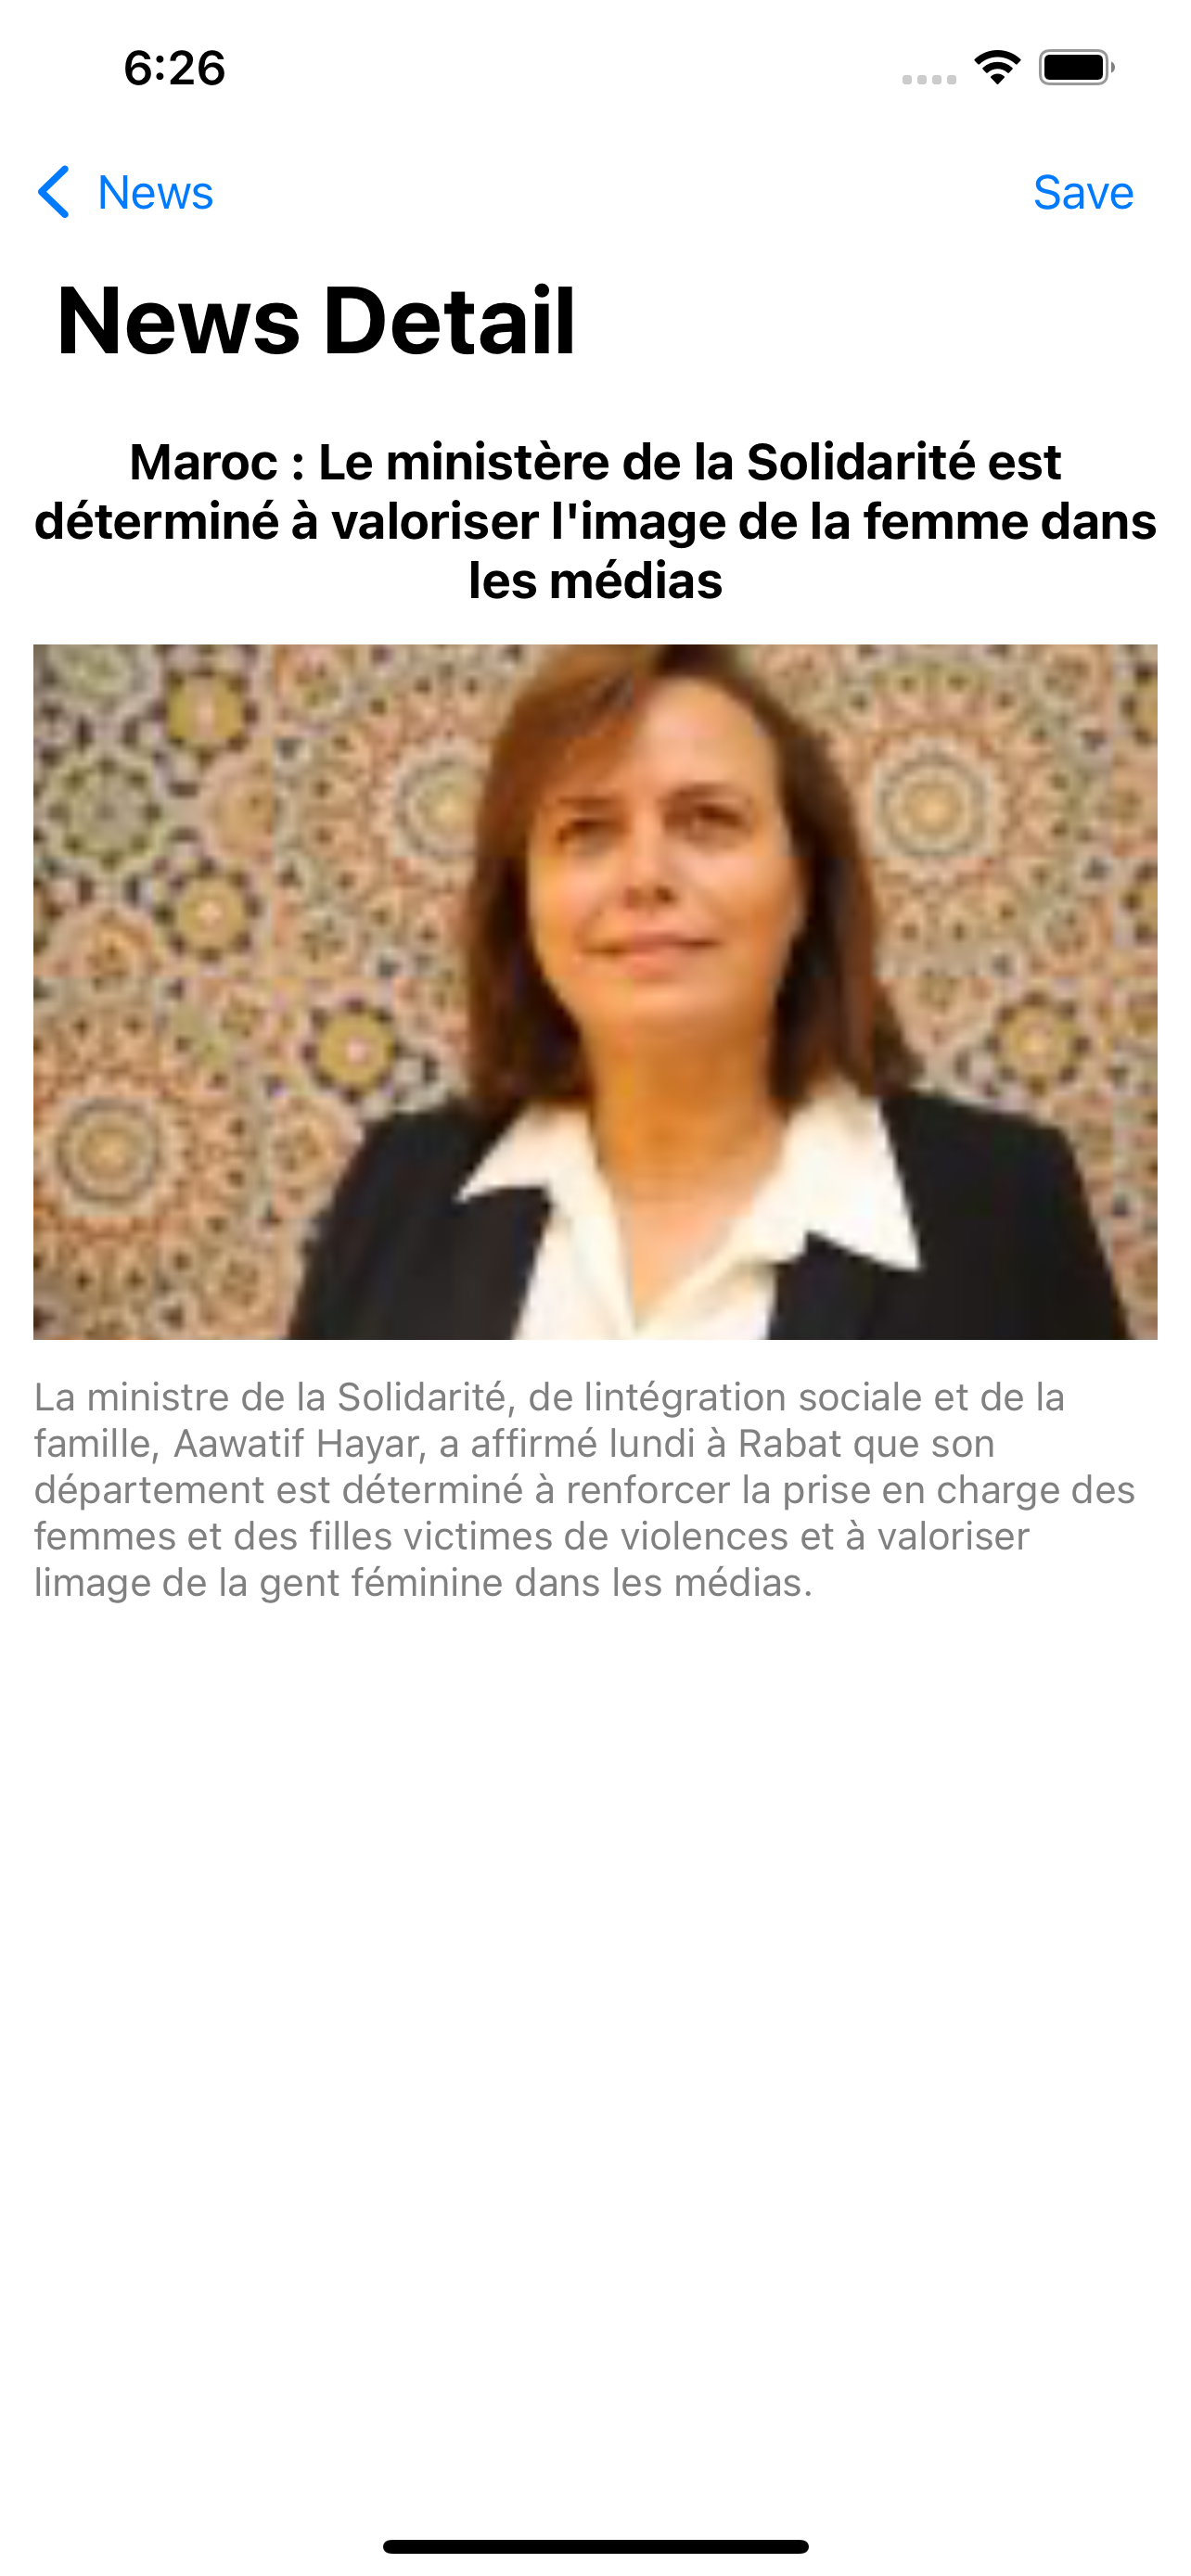 6:26
News
Save
News Detail
Maroc : Le ministère de la Solidarité est
déterminé à valoriser l'image de la femme dans
les médias
La ministre de la Solidarité, de lintégration sociale et de la
famille, Aawatif Hayar, a affirmé lundi à Rabat que son
département est déterminé à renforcer la prise en charge des
femmes et des filles victimes de violences et à valoriser
limage de la gent féminine dans les médias.